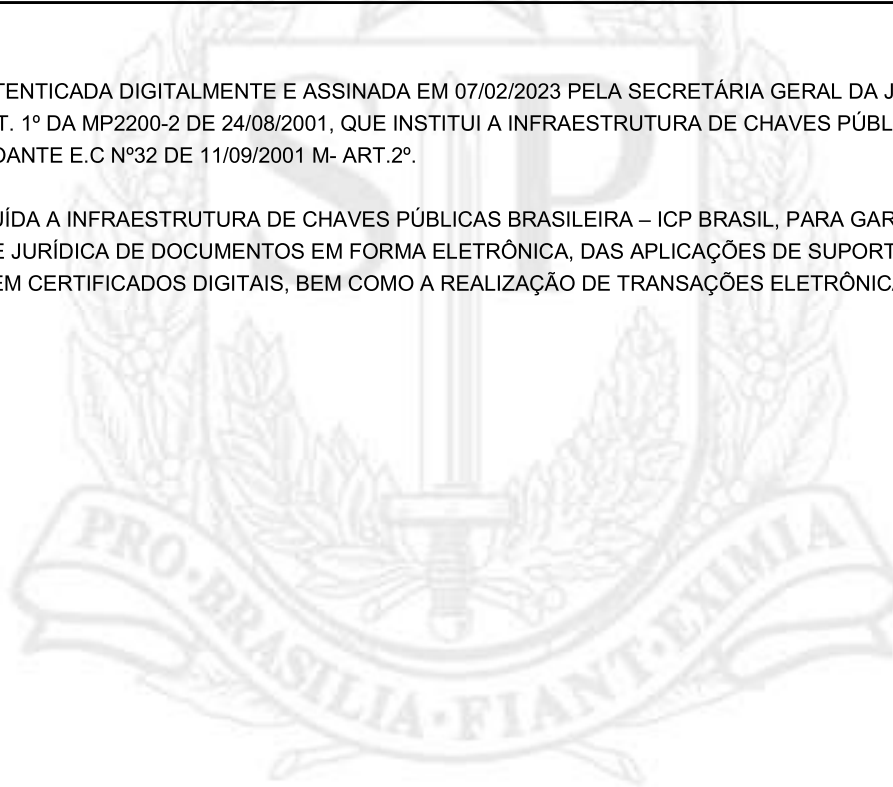 TENTICADA DIGITALMENTE E ASSINADA EM 07/02/2023 PELA SECRETÁRIA GERAL DA J
T. 1º DA MP2200-2 DE 24/08/2001, QUE INSTITUI A INFRAESTRUTURA DE CHAVES PÚBL
DANTE E.C Nº32 DE 11/09/2001 M- ART.2º.
UÍDA A INFRAESTRUTURA DE CHAVES PÚBLICAS BRASILEIRA – ICP BRASIL, PARA GAR
E JURÍDICA DE DOCUMENTOS EM FORMA ELETRÔNICA, DAS APLICAÇÕES DE SUPORT
EM CERTIFICADOS DIGITAIS, BEM COMO A REALIZAÇÃO DE TRANSAÇÕES ELETRÔNICA
SP
PRO·BRASILIA·FIANT·EXIMIA